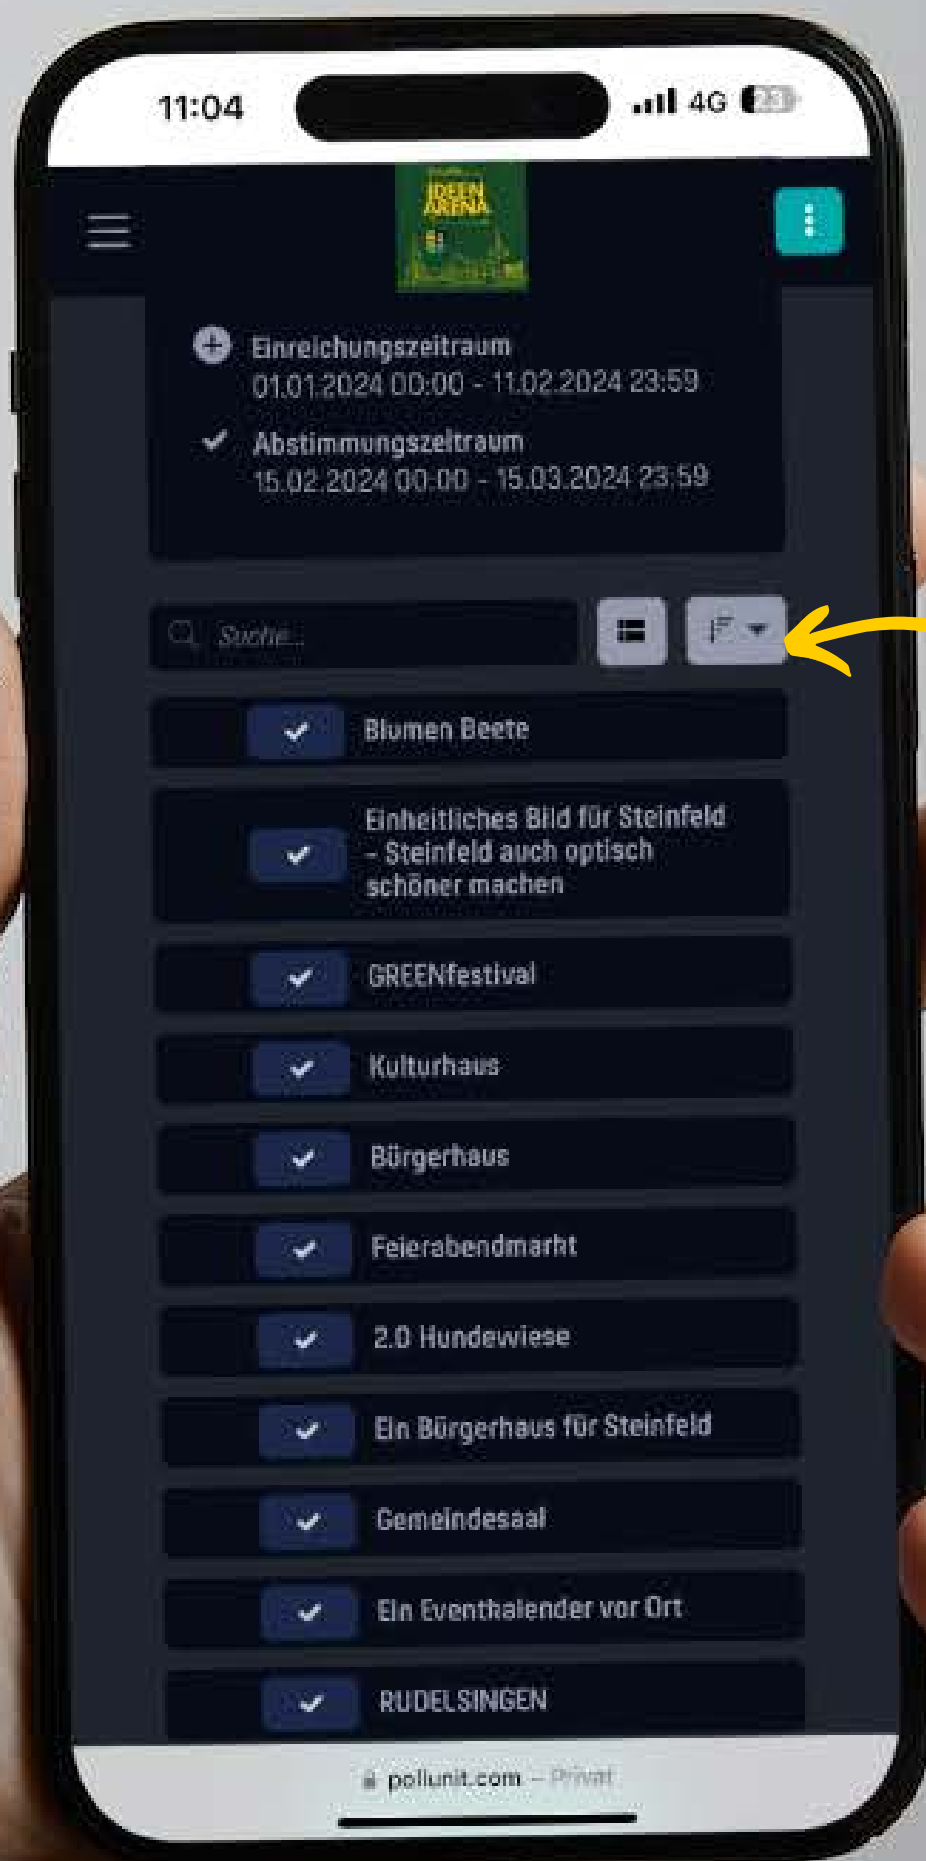 11:04
4G 23
IDEEN
ARENA
Einreichungszeitraum
01.01.2024 00:00 - 11.02.2024 23:59
Abstimmungszeitraum
15.02.2024 00:00 - 15.03.2024 23:59
Suche...
Blumen Beete
Einheitliches Bild für Steinfeld
– Steinfeld auch optisch
schöner machen
GREENfestival
Kulturhaus
Bürgerhaus
Feierabendmarkt
2.0 Hundewiese
Ein Bürgerhaus für Steinfeld
Gemeindesaal
Ein Eventkalender vor Ort
RUDELSINGEN
pollunit.com – Privat